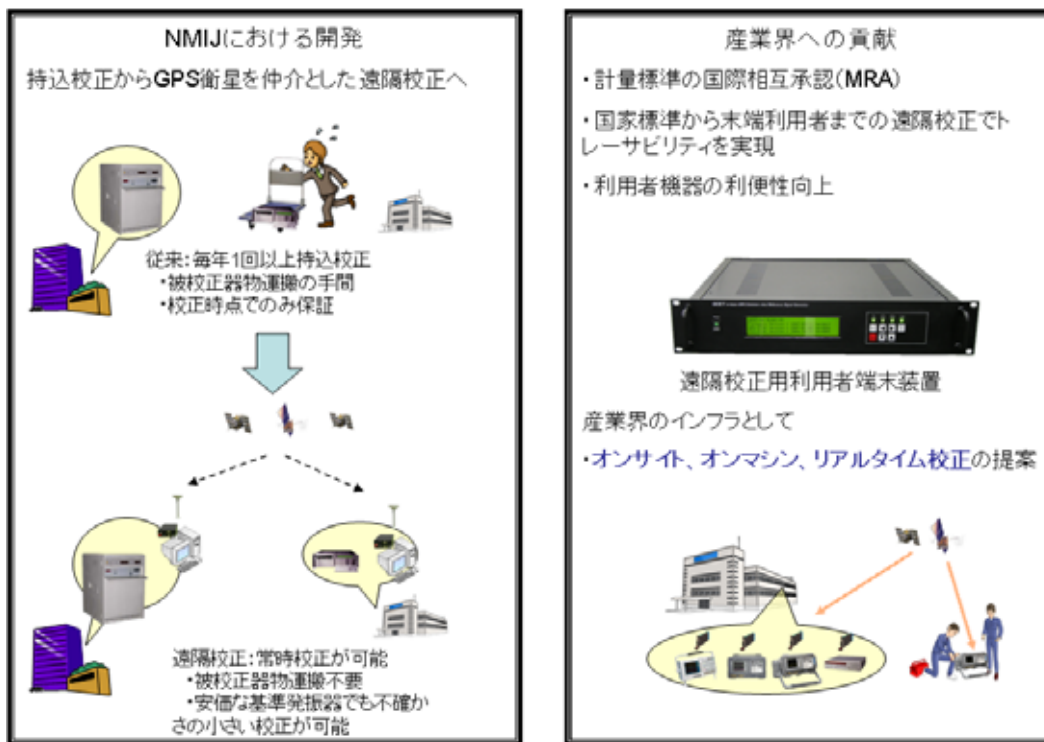 NMIJにおける開発
持込校正からGPS衛星を仲介とした遠隔校正へ
従来:毎年1回以上持込校正
・被校正器物運搬の手間
・校正時点でのみ保証
遠隔校正:常時校正が可能
・被校正器物運搬不要
・安価な基準発振器でも不確か
さの小さい校正が可能
産業界への貢献
・計量標準の国際相互承認(MRA)
・国家標準から末端利用者までの遠隔校正でト
レーサビリティを実現
・利用者機器の利便性向上
遠隔校正用利用者端末装置
産業界のインフラとして
・オンサイト、オンマシン、リアルタイム校正の提案